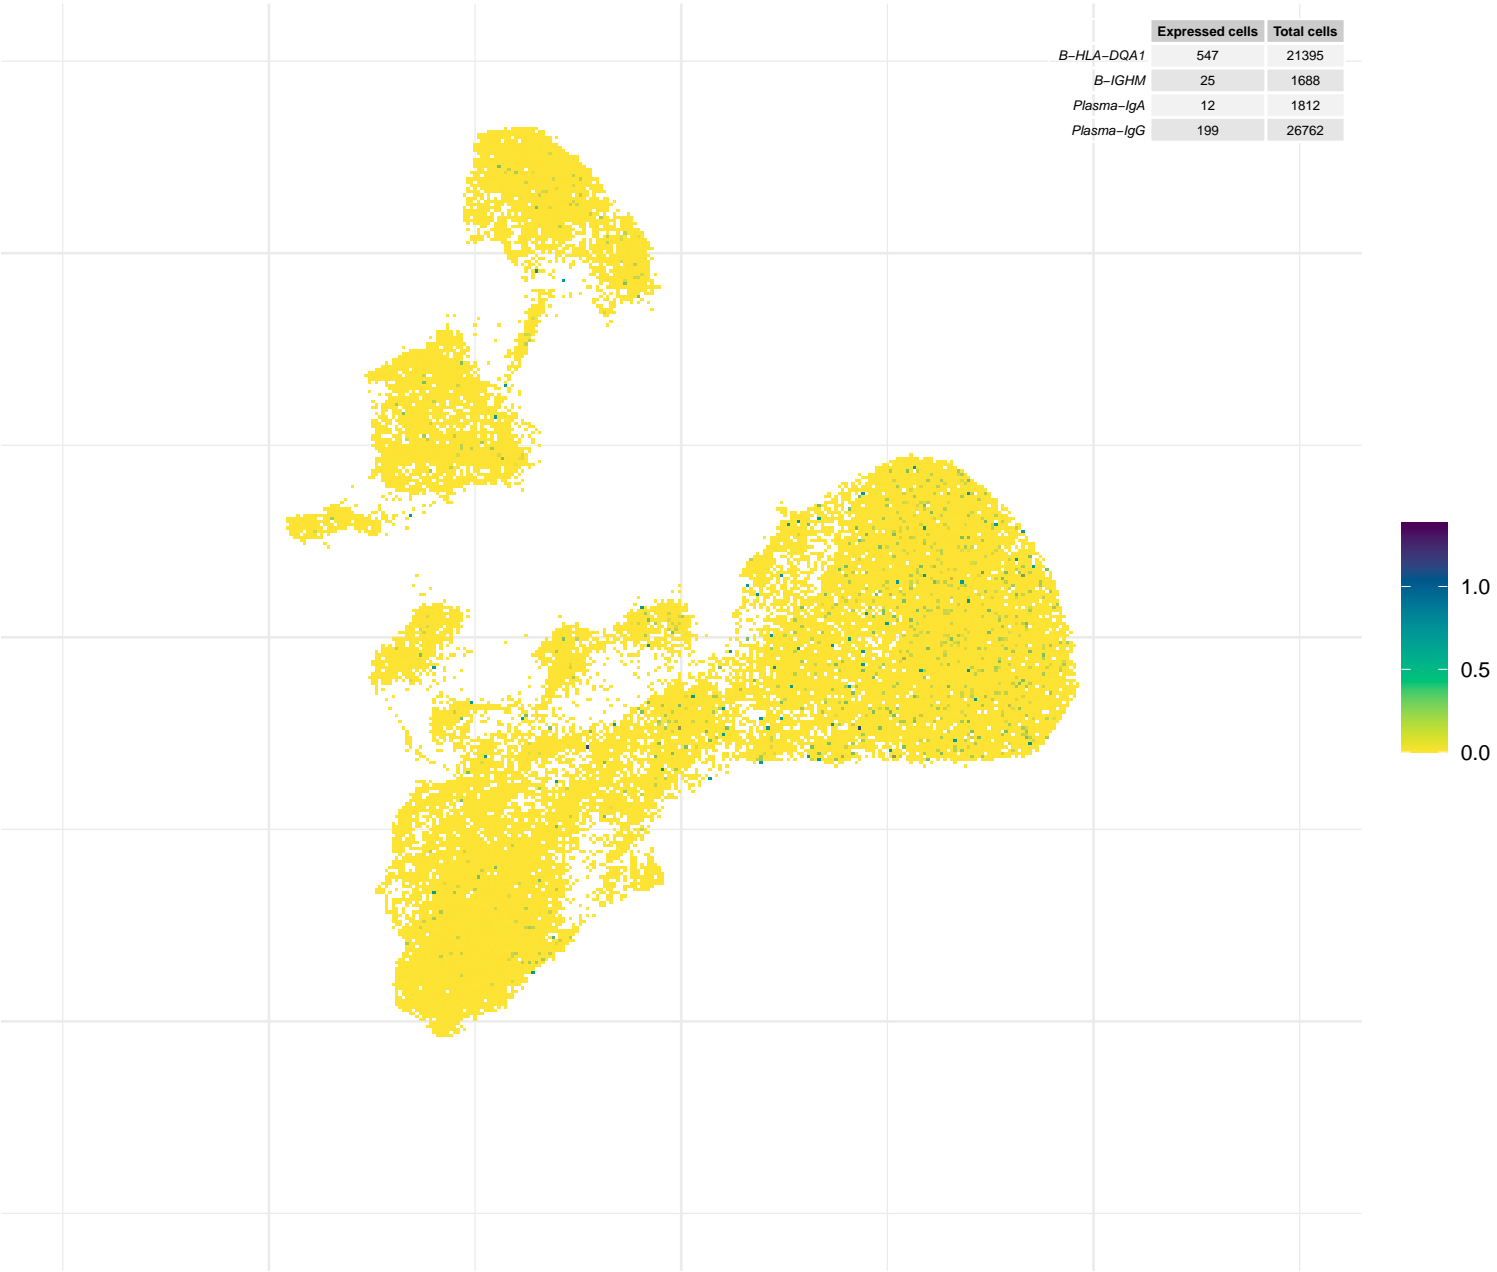 Expressed cells Total cells
B−HLA−DQA1 547 21395
B−IGHM 25 1688
Plasma−IgA 12 1812
Plasma−IgG 199 26762
1.0
0.5
0.0